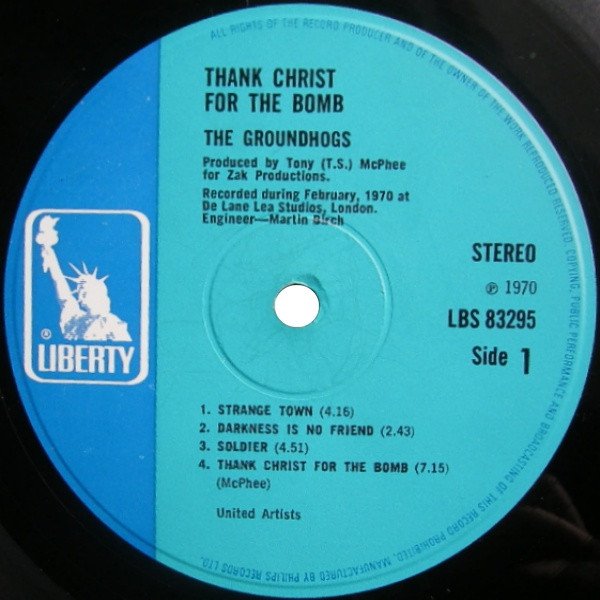 ALL RIGHTS OF THE RECORD PRODUCER AND OF THE OWNER OF THE WORK REPRODUCED RESERVED. COPYING, PUBLIC PERFORMANCE AND BROADCASTING OF THIS RECORD PROHIBITED. MANUFACTURED BY PHILIPS RECORDS LTD.
THANK CHRIST
FOR THE BOMB
THE GROUNDHOGS
Produced by Tony (T.S.) McPhee
for Zak Productions.
Recorded during February, 1970 at
De Lane Lea Studios, London.
Engineer—Martin Birch
® LIBERTY
STEREO
℗ 1970
LBS 83295
Side 1
1. STRANGE TOWN (4.16)
2. DARKNESS IS NO FRIEND (2.43)
3. SOLDIER (4.51)
4. THANK CHRIST FOR THE BOMB (7.15)
(McPhee)
United Artists